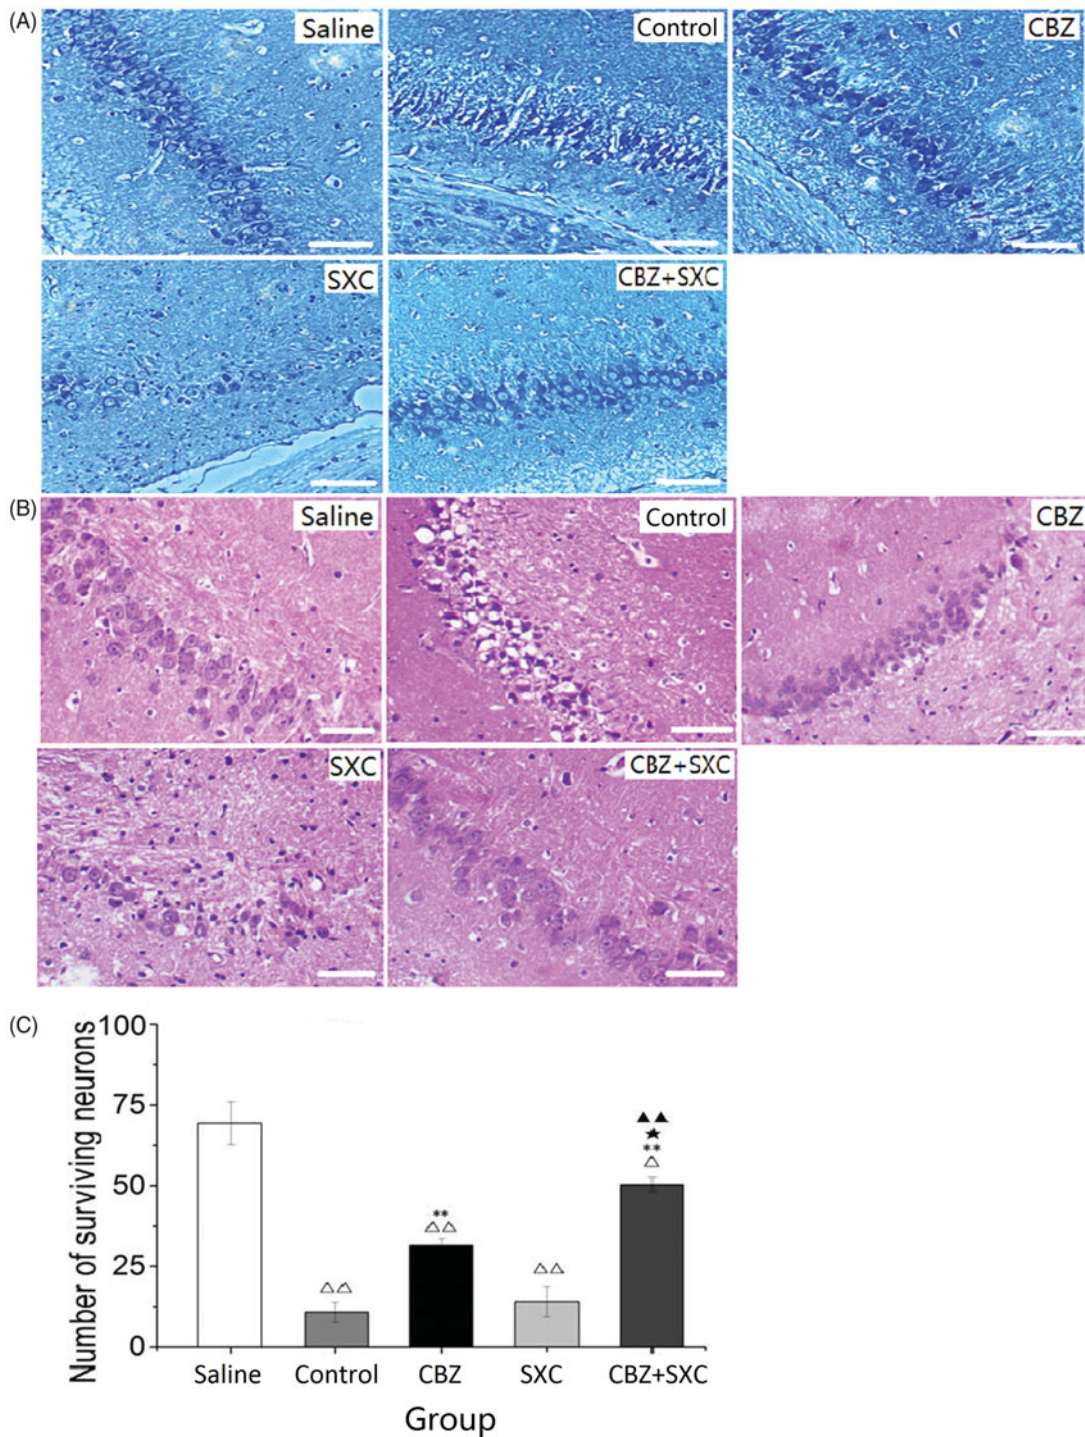 (A)
Saline
Control
CBZ
SXC
CBZ+SXC
(B)
Saline
Control
CBZ
SXC
CBZ+SXC
(C)
Number of surviving neurons
100
75
50
25
0
△△
**
△△
△△
▲▲
★
**
△
Saline Control CBZ SXC CBZ+SXC
Group